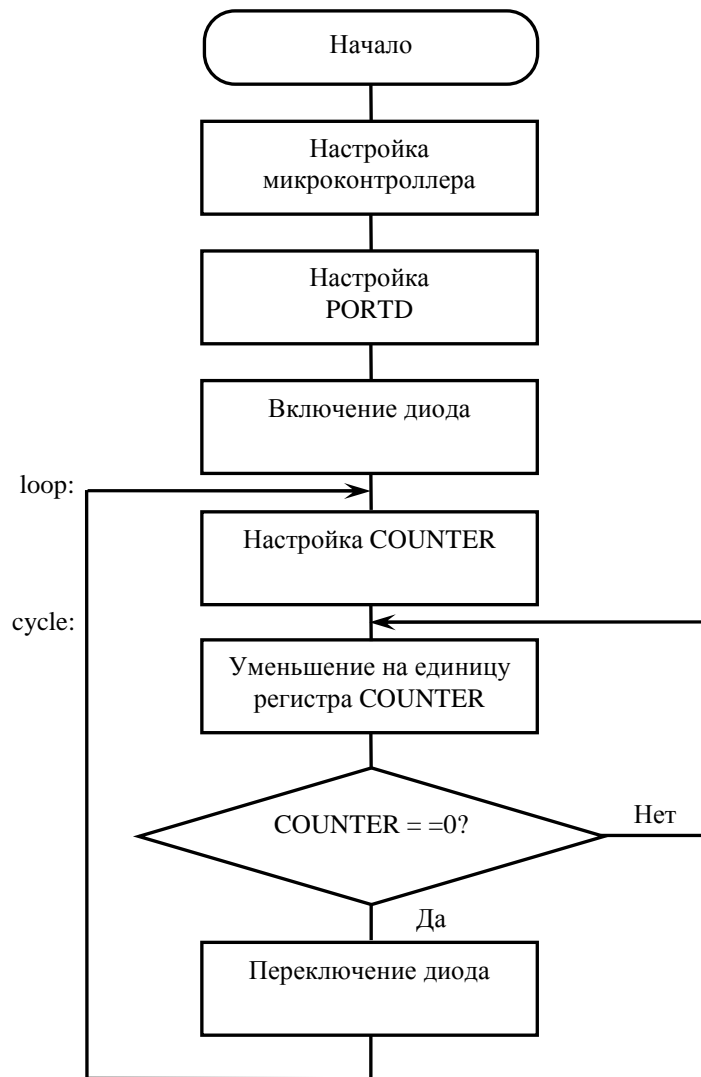 Начало
Настройка
микроконтроллера
Настройка
PORTD
Включение диода
loop:
Настройка COUNTER
cycle:
Уменьшение на единицу
регистра COUNTER
COUNTER = =0?
Нет
Да
Переключение диода